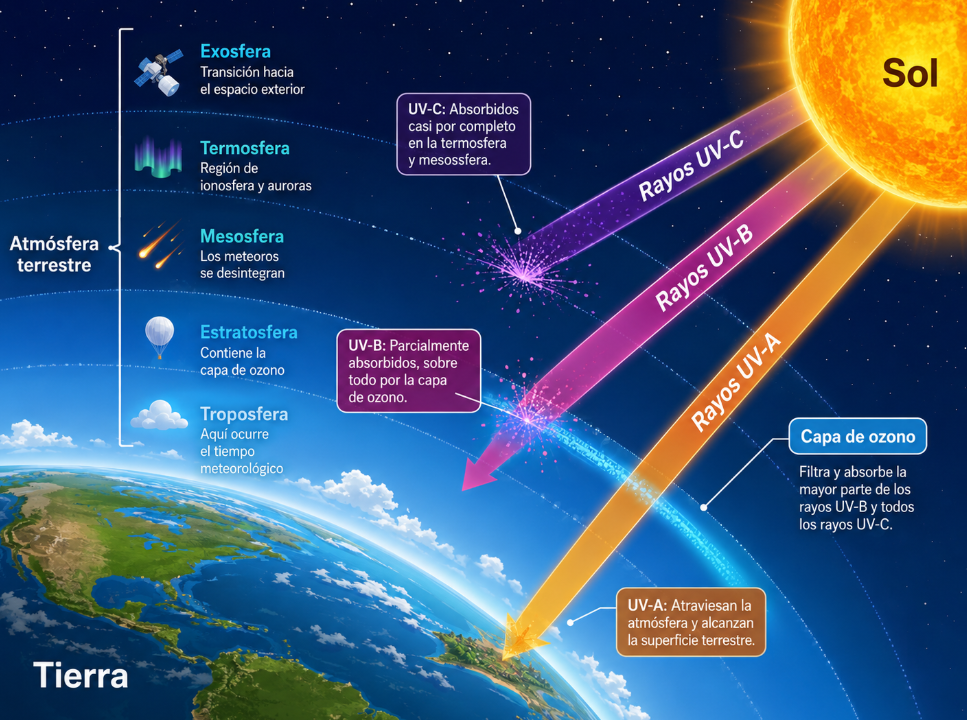 Sol
Exosfera
Transición hacia
el espacio exterior
Termosfera
Región de
ionosfera y auroras
Mesosfera
Los meteoros
se desintegran
Estratosfera
Contiene la
capa de ozono
Troposfera
Aquí ocurre
el tiempo
meteorológico
Atmósfera
terrestre
UV-C: Absorbidos
casi por completo
en la termosfera
y mesossfera.
Rayos UV-C
Rayos UV-B
Rayos UV-A
UV-B: Parcialmente
absorbidos, sobre
todo por la capa
de ozono.
Capa de ozono
Filtra y absorbe la
mayor parte de los
rayos UV-B y todos
los rayos UV-C.
UV-A: Atraviesan la
atmósfera y alcanzan
la superficie terrestre.
Tierra